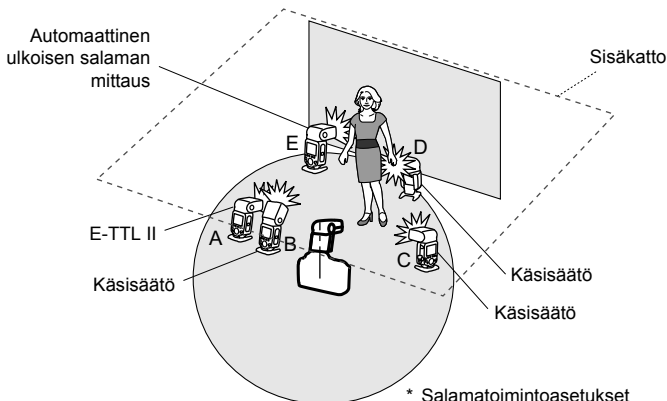 Automaattinen
ulkoisen salaman
mittaus
Sisäkatto
E
D
E-TTL II
A
B
C
Käsisäätö
Käsisäätö
Käsisäätö
* Salamatoimintoasetukset